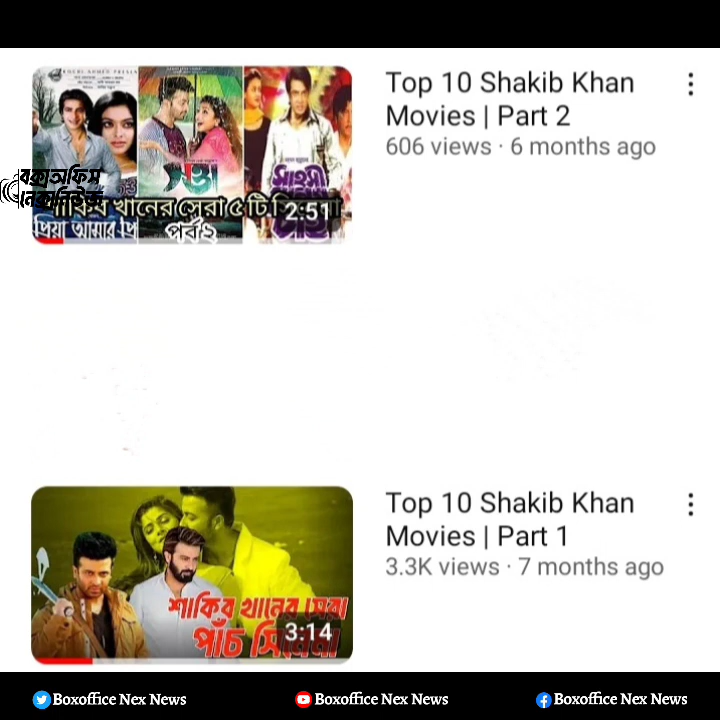 Top 10 Shakib Khan
Movies | Part 2
606 views · 6 months ago
সত্তা
বক্সঅফিস
শাকিব খানের সেরা ৫ টি
2:51
প্রিয়া আমার
পর্ব ২
Top 10 Shakib Khan
Movies | Part 1
3.3K views · 7 months ago
শাকিব খানের সেরা
পাঁচ সিনেমা
3:14
Boxoffice Nex News
Boxoffice Nex News
Boxoffice Nex News